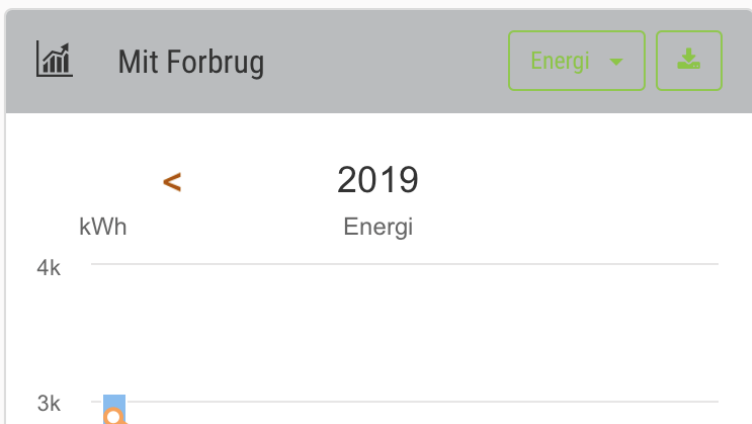 Mit Forbrug
Energi
<
2019
kWh
Energi
4k
3k